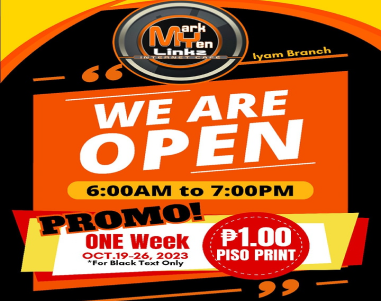 Mark
Ten
Linkz
INTERNET CAFE
Iyam Branch
“
WE ARE
OPEN
6:00AM to 7:00PM
PROMO!
ONE Week
OCT.19-26, 2023
*For Black Text Only
₱1.00
PISO PRINT
”